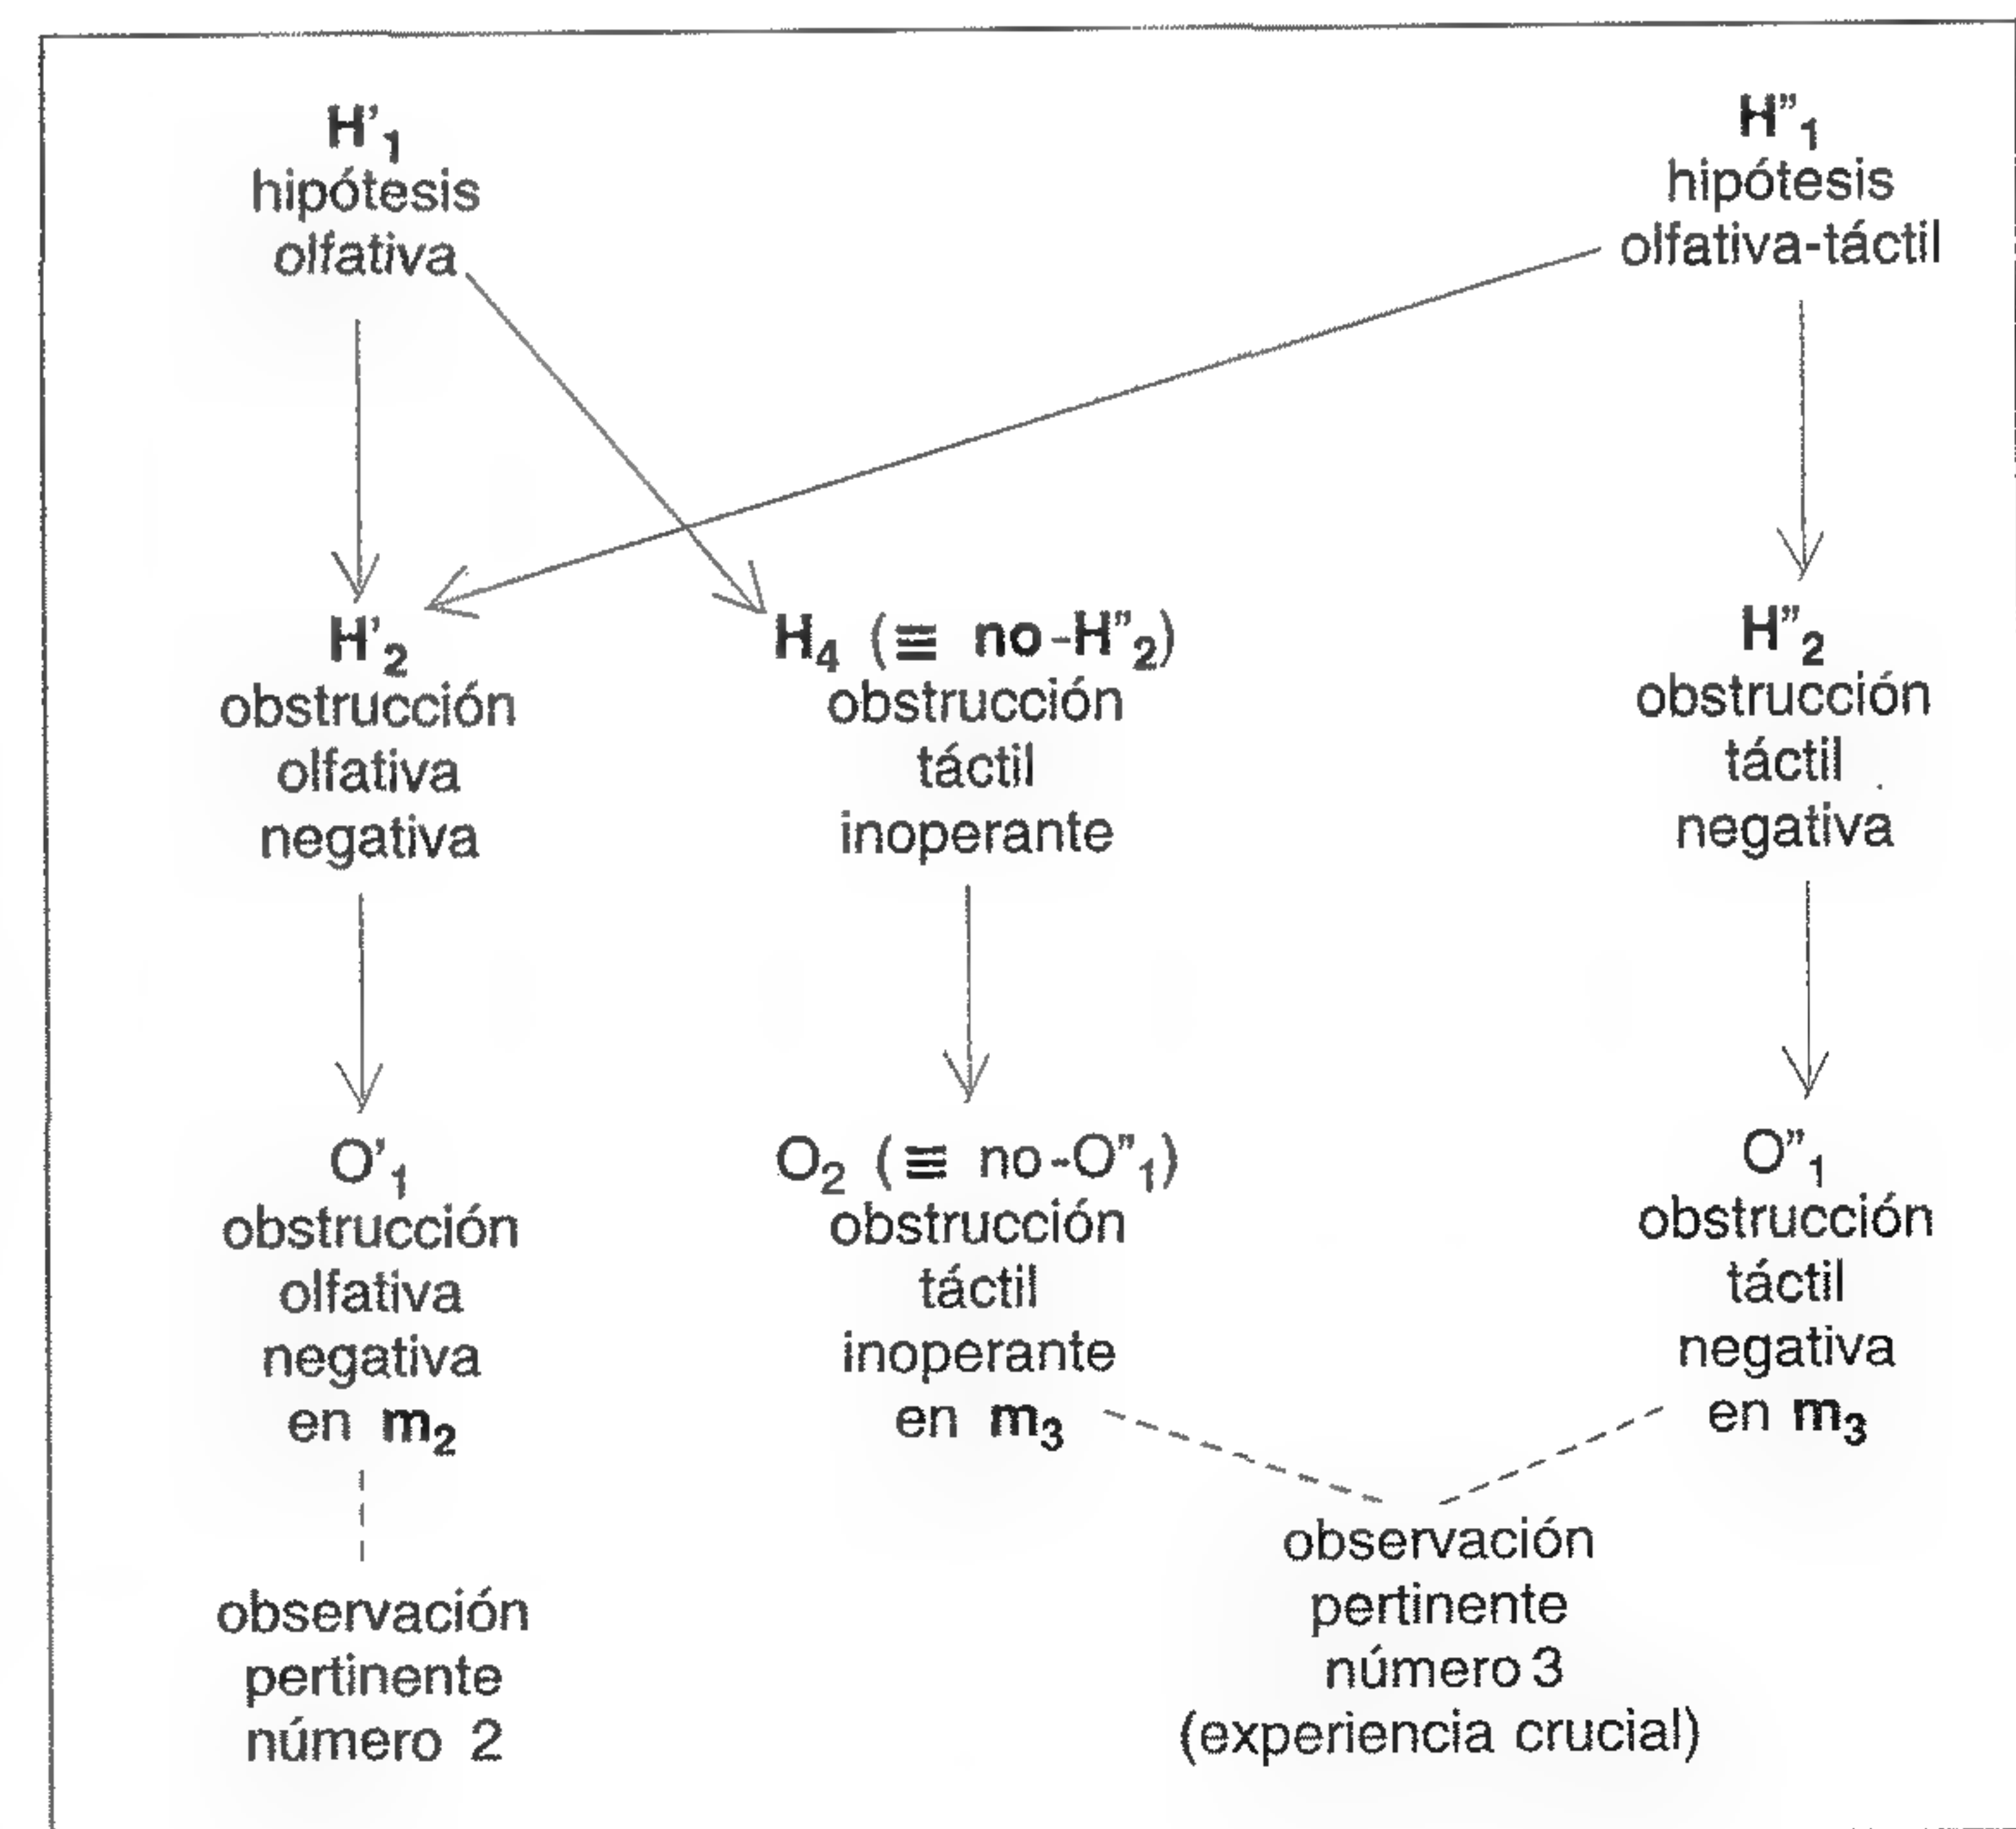 H'₁
hipótesis
olfativa
H"₁
hipótesis
olfativa-táctil
H'₂
obstrucción
olfativa
negativa
H₄ (≡ no-H"₂)
obstrucción
táctil
inoperante
H"₂
obstrucción
táctil
negativa
O'₁
obstrucción
olfativa
negativa
en m₂
O₂ (≡ no-O"₁)
obstrucción
táctil
inoperante
en m₃
O"₁
obstrucción
táctil
negativa
en m₃
observación
pertinente
número 2
observación
pertinente
número 3
(experiencia crucial)